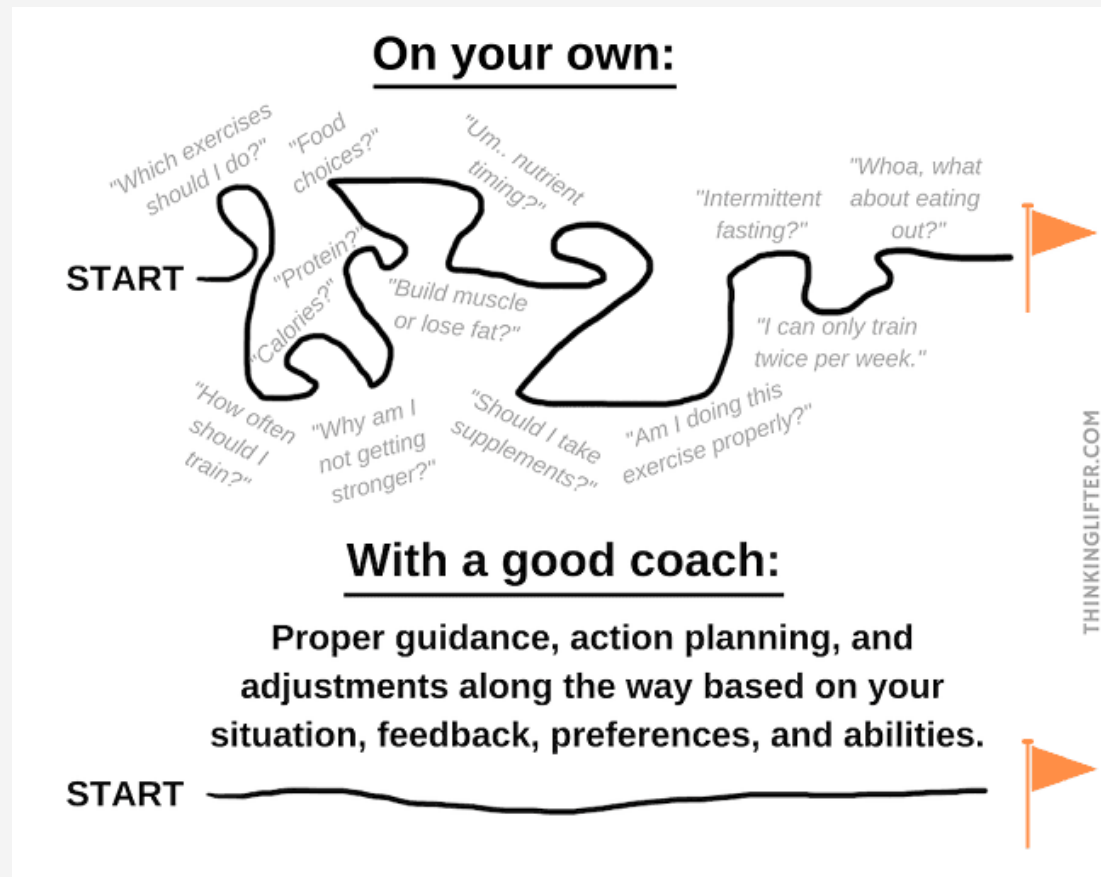 On your own:
"Which exercises
should I do?"
"Food
choices?"
"Um.. nutrient
timing?"
"Intermittent
fasting?"
"Whoa, what
about eating
out?"
START
"Protein?"
"Calories?"
"Build muscle
or lose fat?"
"I can only train
twice per week."
"How often
should I
train?"
"Why am I
not getting
stronger?"
"Should I take
supplements?"
"Am I doing this
exercise properly?"
THINKINGLIFTER.COM
With a good coach:
Proper guidance, action planning, and
adjustments along the way based on your
situation, feedback, preferences, and abilities.
START